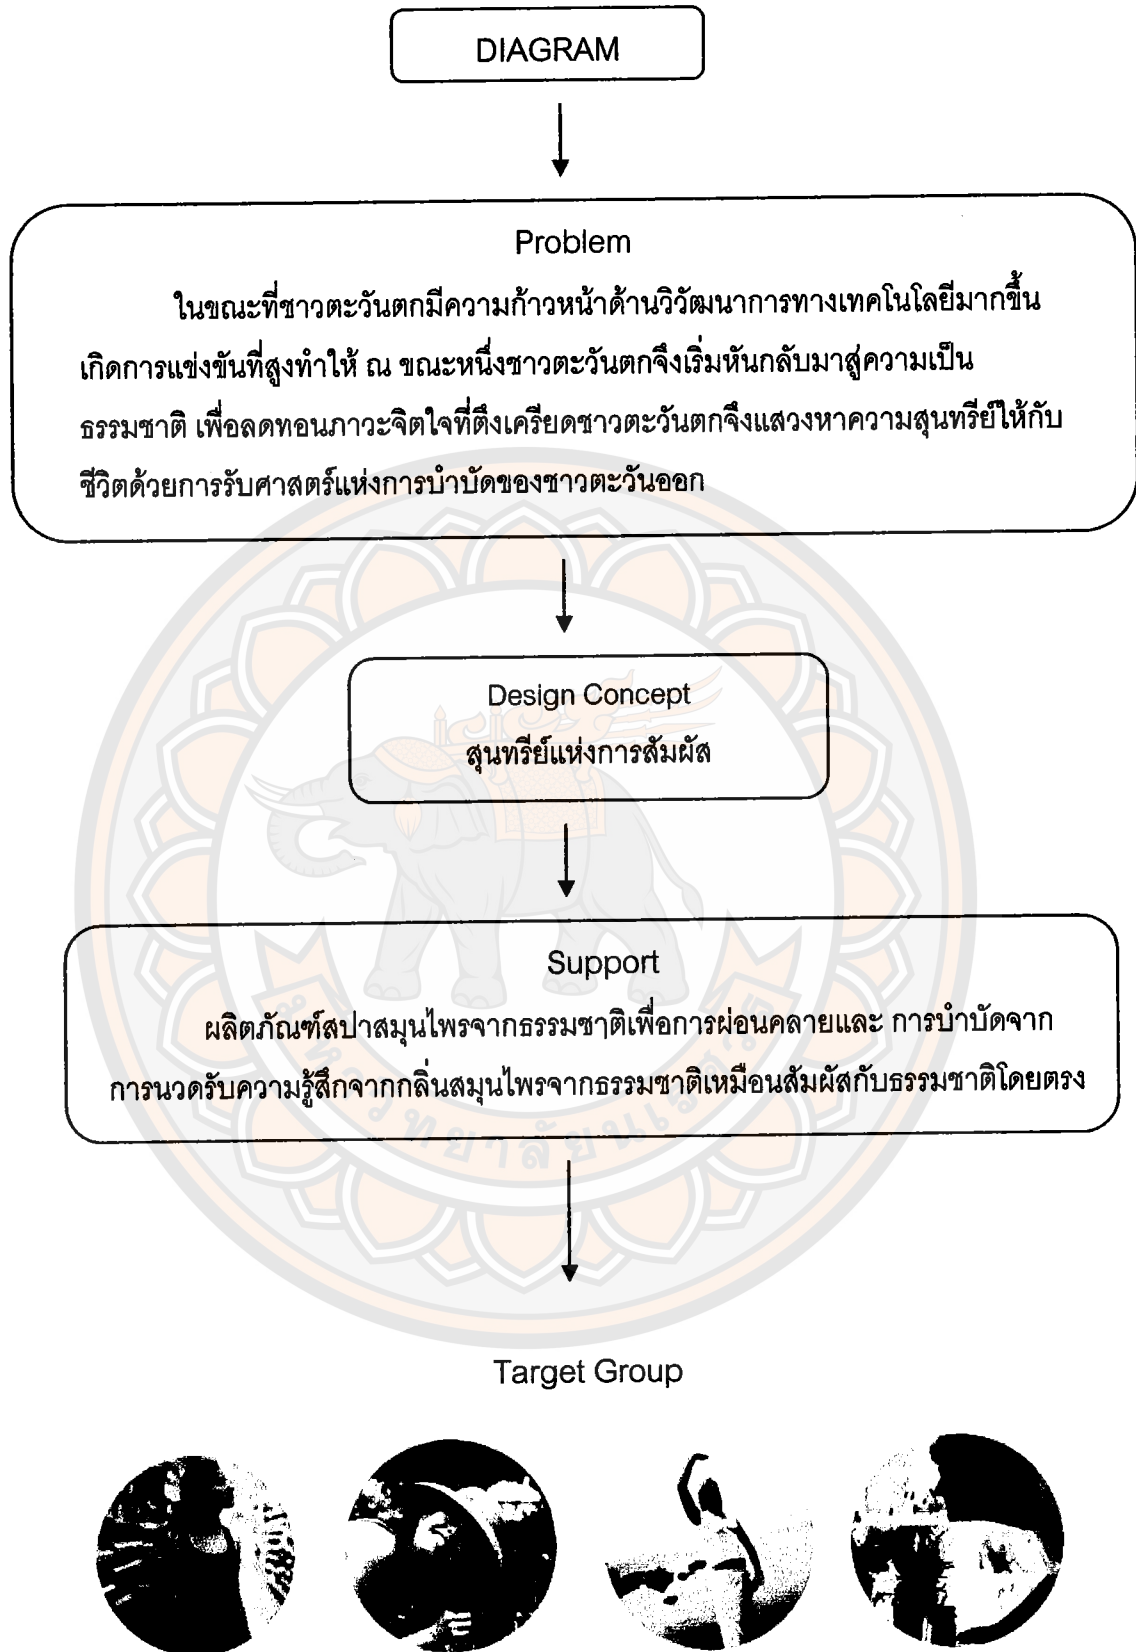 DIAGRAM
Problem
ในขณะที่ชาวตะวันตกมีความก้าวหน้าด้านวิวัฒนาการทางเทคโนโลยีมากขึ้น
เกิดการแข่งขันที่สูงทำให้ ณ ขณะหนึ่งชาวตะวันตกจึงเริ่มหันกลับมาสู่ความเป็น
ธรรมชาติ เพื่อลดทอนภาวะจิตใจที่ตึงเครียดชาวตะวันตกจึงแสวงหาความสุนทรีย์ให้กับ
ชีวิตด้วยการรับศาสตร์แห่งการบำบัดของชาวตะวันออก
Design Concept
สุนทรีย์แห่งการสัมผัส
Support
ผลิตภัณฑ์สปาสมุนไพรจากธรรมชาติเพื่อการผ่อนคลายและ การบำบัดจาก
การนวดรับความรู้สึกจากกลิ่นสมุนไพรจากธรรมชาติเหมือนสัมผัสกับธรรมชาติโดยตรง
Target Group